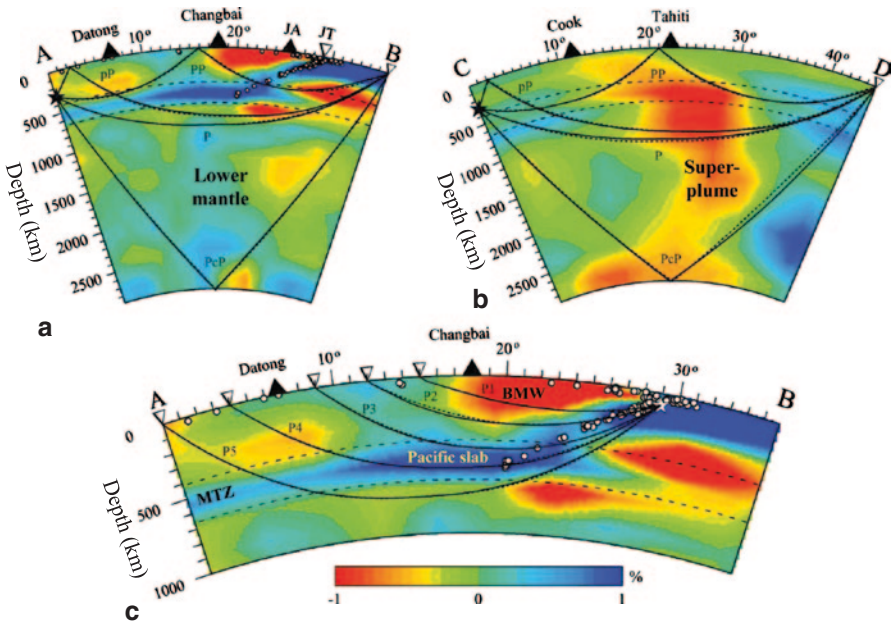 Changbai
Datong
JA
JT
A
10°
20°
B
pP
PP
0
500
1000
1500
2000
2500
Depth (km)
P
Lower
mantle
PcP
a
Tahiti
Cook
C
10°
20°
30°
40°
D
pP
PP
0
500
1000
1500
2000
2500
Depth (km)
P
Super-
plume
PcP
b
Changbai
Datong
A
10°
20°
30°
B
P1
BMW
P2
P3
P4
P5
Pacific slab
MTZ
0
500
1000
Depth (km)
-1
0
1
%
c